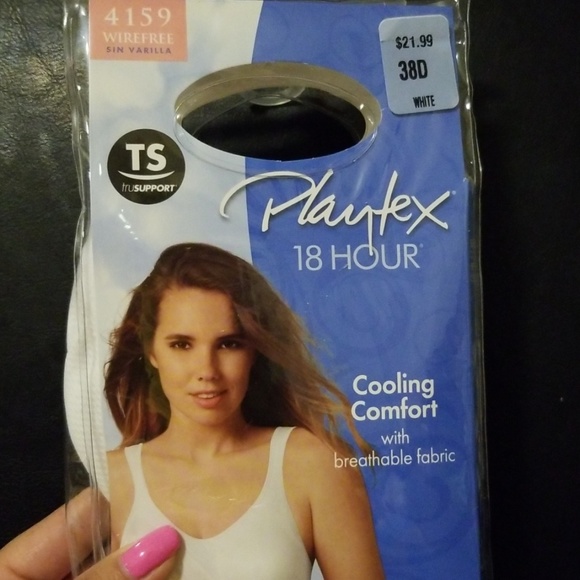 4159
WIREFREE
SIN VARILLA
$21.99
38D
WHITE
TS
truSUPPORT®
Playtex®
18 HOUR®
Cooling
Comfort
with
breathable fabric